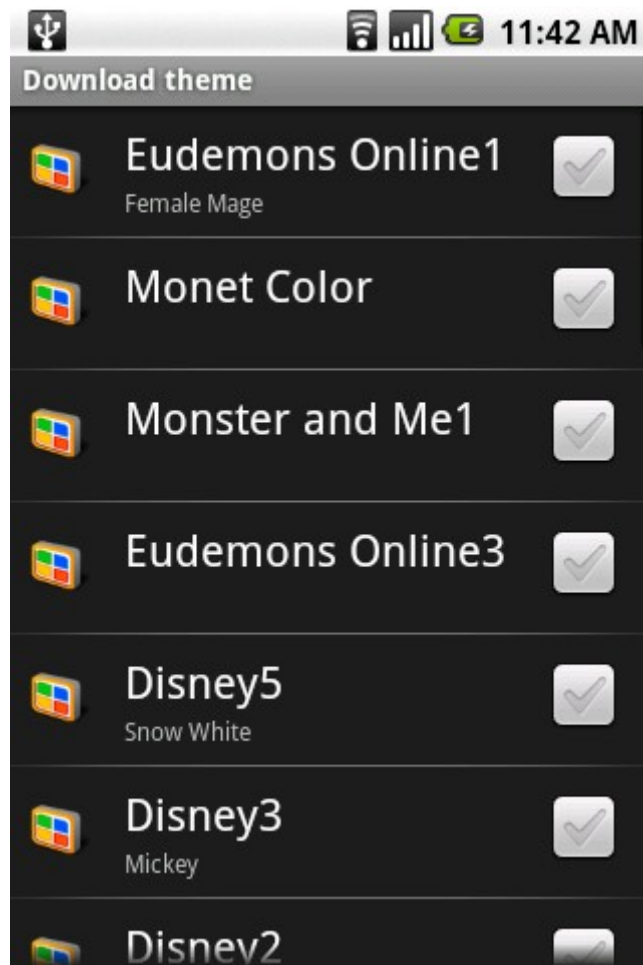 11:42 AM
Download theme
Eudemons Online1
Female Mage
Monet Color
Monster and Me1
Eudemons Online3
Disney5
Snow White
Disney3
Mickey
Disney2